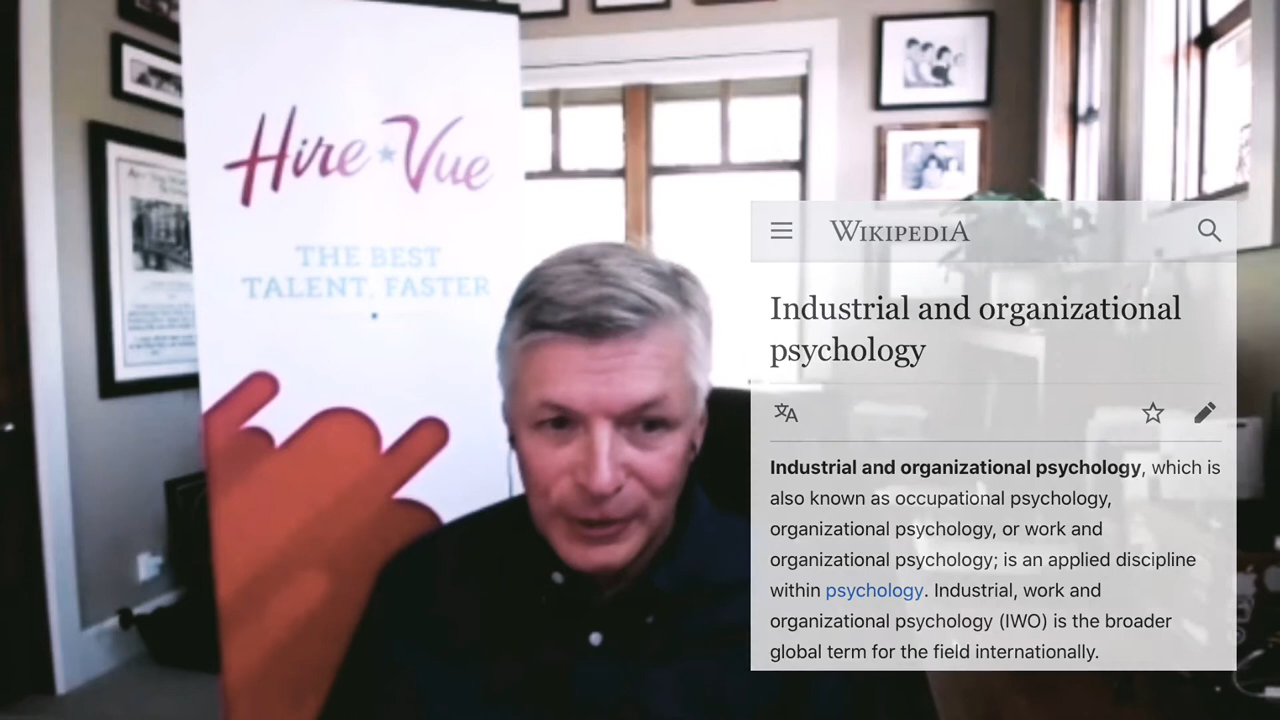 Hire Vue
THE BEST
TALENT, FASTER
WIKIPEDIA
Industrial and organizational
psychology
Industrial and organizational psychology, which is
also known as occupational psychology,
organizational psychology, or work and
organizational psychology; is an applied discipline
within psychology. Industrial, work and
organizational psychology (IWO) is the broader
global term for the field internationally.